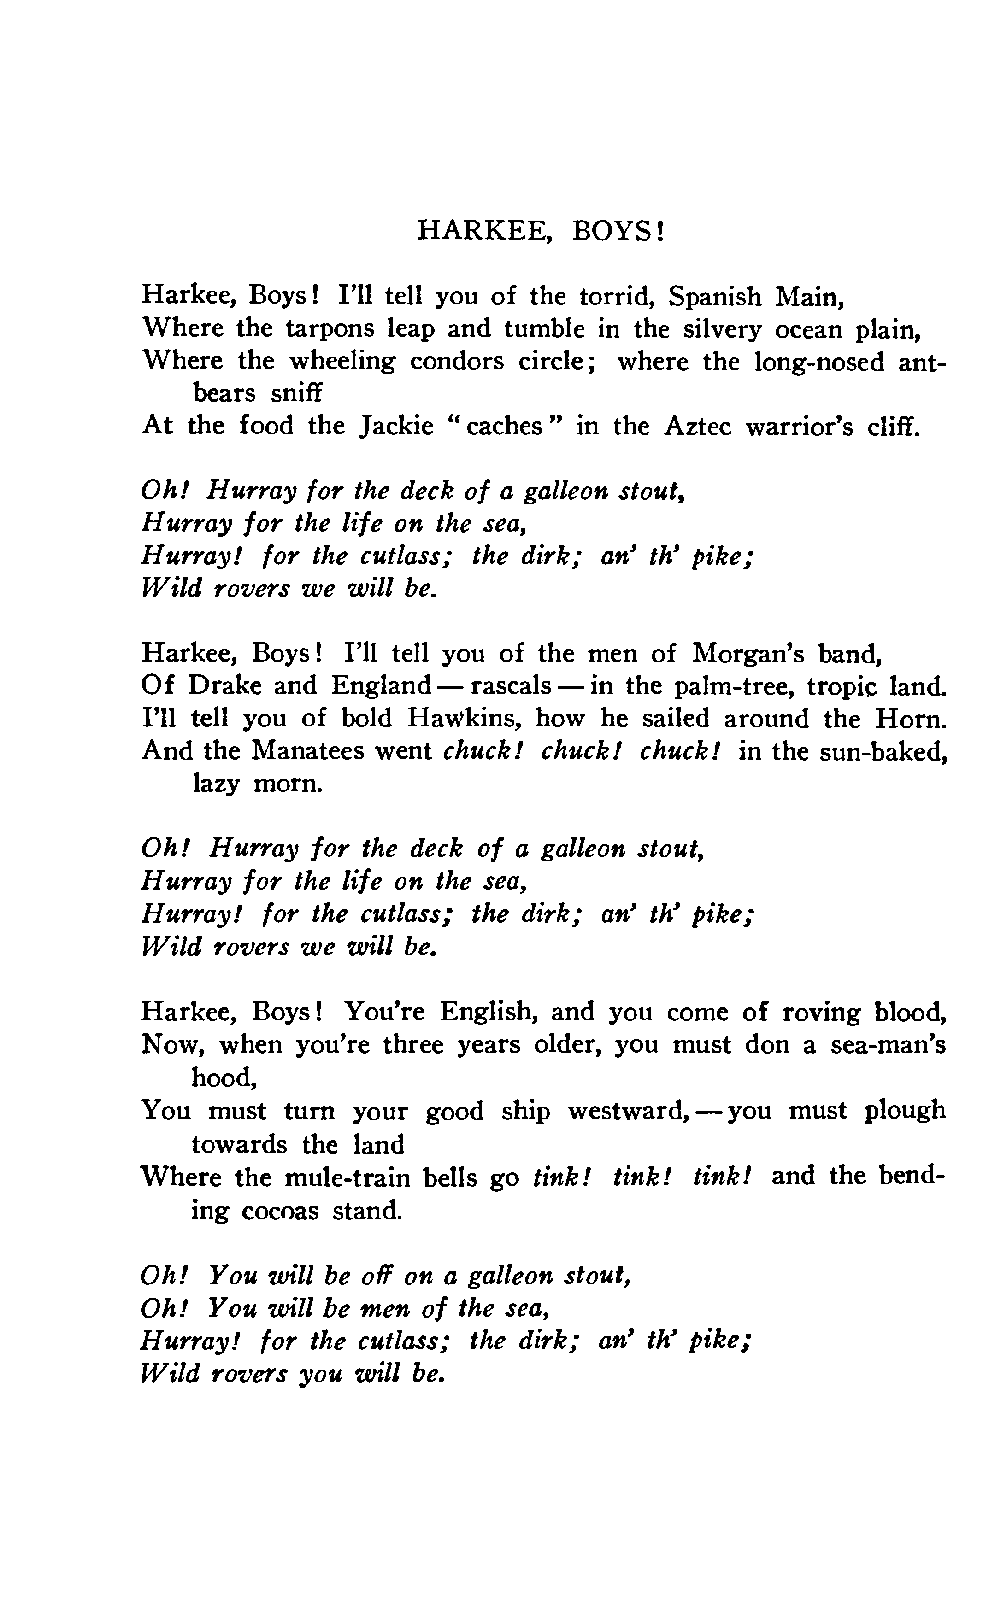 HARKEE, BOYS!
Harkee, Boys! I'll tell you of the torrid, Spanish Main,
Where the tarpons leap and tumble in the silvery ocean plain,
Where the wheeling condors circle; where the long-nosed ant-
bears sniff
At the food the Jackie "caches" in the Aztec warrior's cliff.
Oh! Hurray for the deck of a galleon stout,
Hurray for the life on the sea,
Hurray! for the cutlass; the dirk; an' th' pike;
Wild rovers we will be.
Harkee, Boys! I'll tell you of the men of Morgan's band,
Of Drake and England—rascals—in the palm-tree, tropic land.
I'll tell you of bold Hawkins, how he sailed around the Horn.
And the Manatees went chuck! chuck! chuck! in the sun-baked,
lazy morn.
Oh! Hurray for the deck of a galleon stout,
Hurray for the life on the sea,
Hurray! for the cutlass; the dirk; an' th' pike;
Wild rovers we will be.
Harkee, Boys! You're English, and you come of roving blood,
Now, when you're three years older, you must don a sea-man's
hood,
You must turn your good ship westward,—you must plough
towards the land
Where the mule-train bells go tink! tink! tink! and the bend-
ing cocoas stand.
Oh! You will be off on a galleon stout,
Oh! You will be men of the sea,
Hurray! for the cutlass; the dirk; an' th' pike;
Wild rovers you will be.